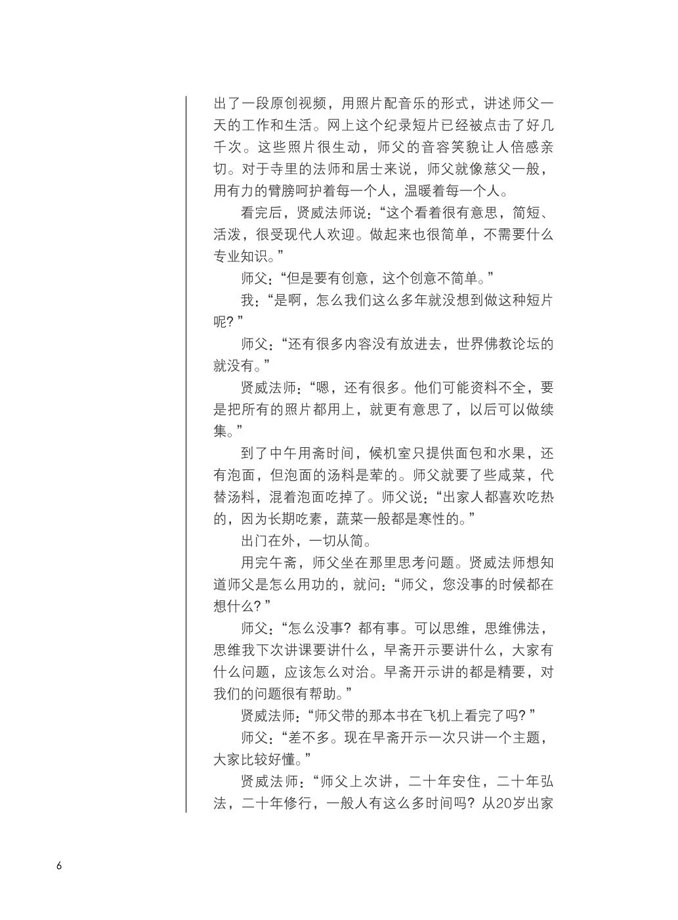 出了一段原创视频，用照片配音乐的形式，讲述师父一
天的工作和生活。网上这个纪录短片已经被点击了好几
千次。这些照片很生动，师父的音容笑貌让人倍感亲
切。对于寺里的法师和居士来说，师父就像慈父一般，
用有力的臂膀呵护着每一个人，温暖着每一个人。
看完后，贤威法师说：“这个看着很有意思，简短、
活泼，很受现代人欢迎。做起来也很简单，不需要什么
专业知识。”
师父：“但是要有创意，这个创意不简单。”
我：“是啊，怎么我们这么多年就没想到做这种短片
呢？”
师父：“还有很多内容没有放进去，世界佛教论坛的
就没有。”
贤威法师：“嗯，还有很多。他们可能资料不全，要
是把所有的照片都用上，就更有意思了，以后可以做续
集。”
到了中午用斋时间，候机室只提供面包和水果，还
有泡面，但泡面的汤料是荤的。师父就要了些咸菜，代
替汤料，混着泡面吃掉了。师父说：“出家人都喜欢吃热
的，因为长期吃素，蔬菜一般都是寒性的。”
出门在外，一切从简。
用完午斋，师父坐在那里思考问题。贤威法师想知
道师父是怎么用功的，就问：“师父，您没事的时候都在
想什么？”
师父：“怎么没事？都有事。可以思维，思维佛法，
思维我下次讲课要讲什么，早斋开示要讲什么，大家有
什么问题，应该怎么对治。早斋开示讲的都是精要，对
我们的问题很有帮助。”
贤威法师：“师父带的那本书在飞机上看完了吗？”
师父：“差不多。现在早斋开示一次只讲一个主题，
大家比较好懂。”
贤威法师：“师父上次讲，二十年安住，二十年弘
法，二十年修行，一般人有这么多时间吗？从20岁出家
6